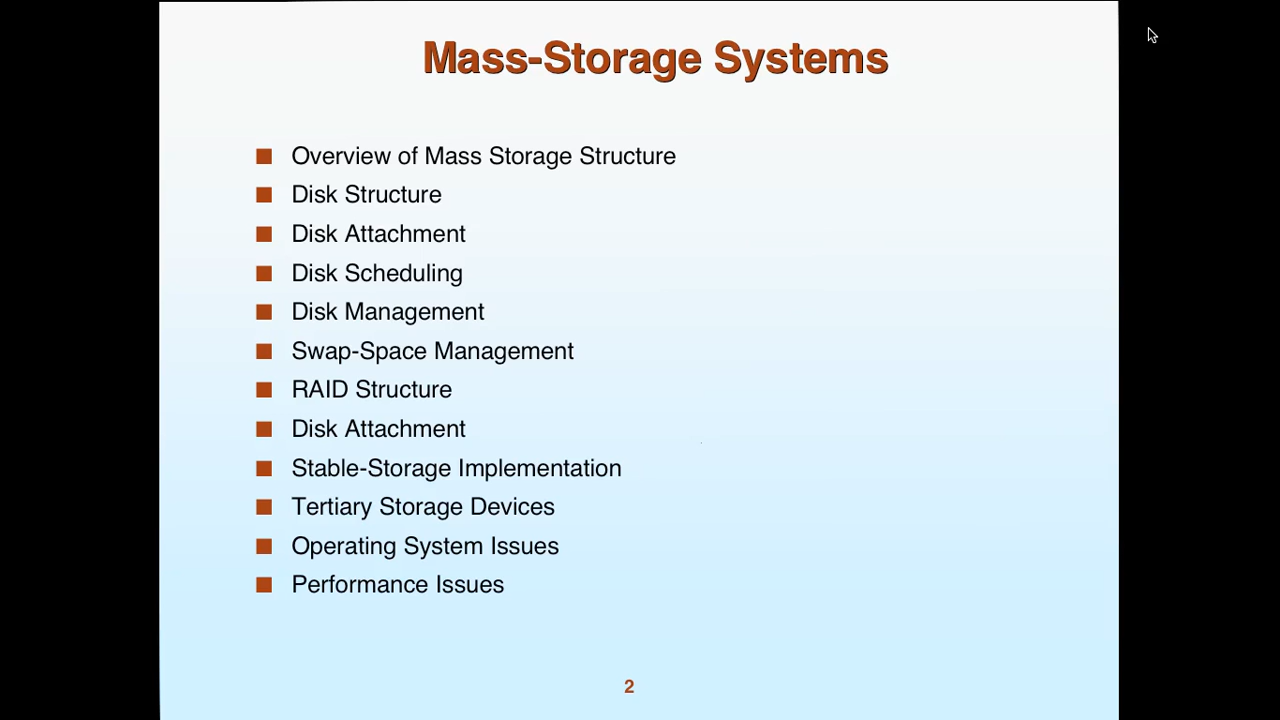 Mass-Storage Systems
Overview of Mass Storage Structure
Disk Structure
Disk Attachment
Disk Scheduling
Disk Management
Swap-Space Management
RAID Structure
Disk Attachment
Stable-Storage Implementation
Tertiary Storage Devices
Operating System Issues
Performance Issues
2